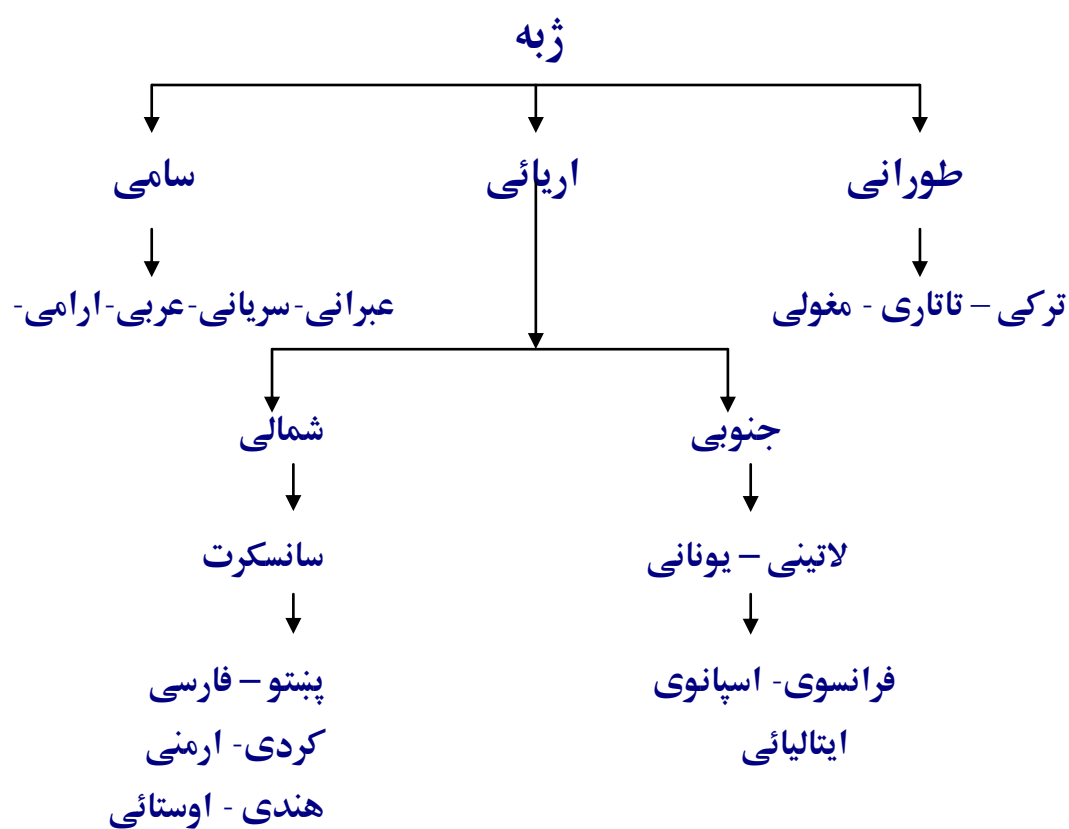 ژبه
طورانی
اریائی
سامی
ترکی – تاتاری - مغولی
عبرانی-سریانی-عربی-ارامی-
جنوبی
شمالی
لاتینی – یونانی
سانسکرت
فرانسوی- اسپانوی
ایتالیائی
پښتو – فارسی
کردی- ارمنی
هندی - اوستائی